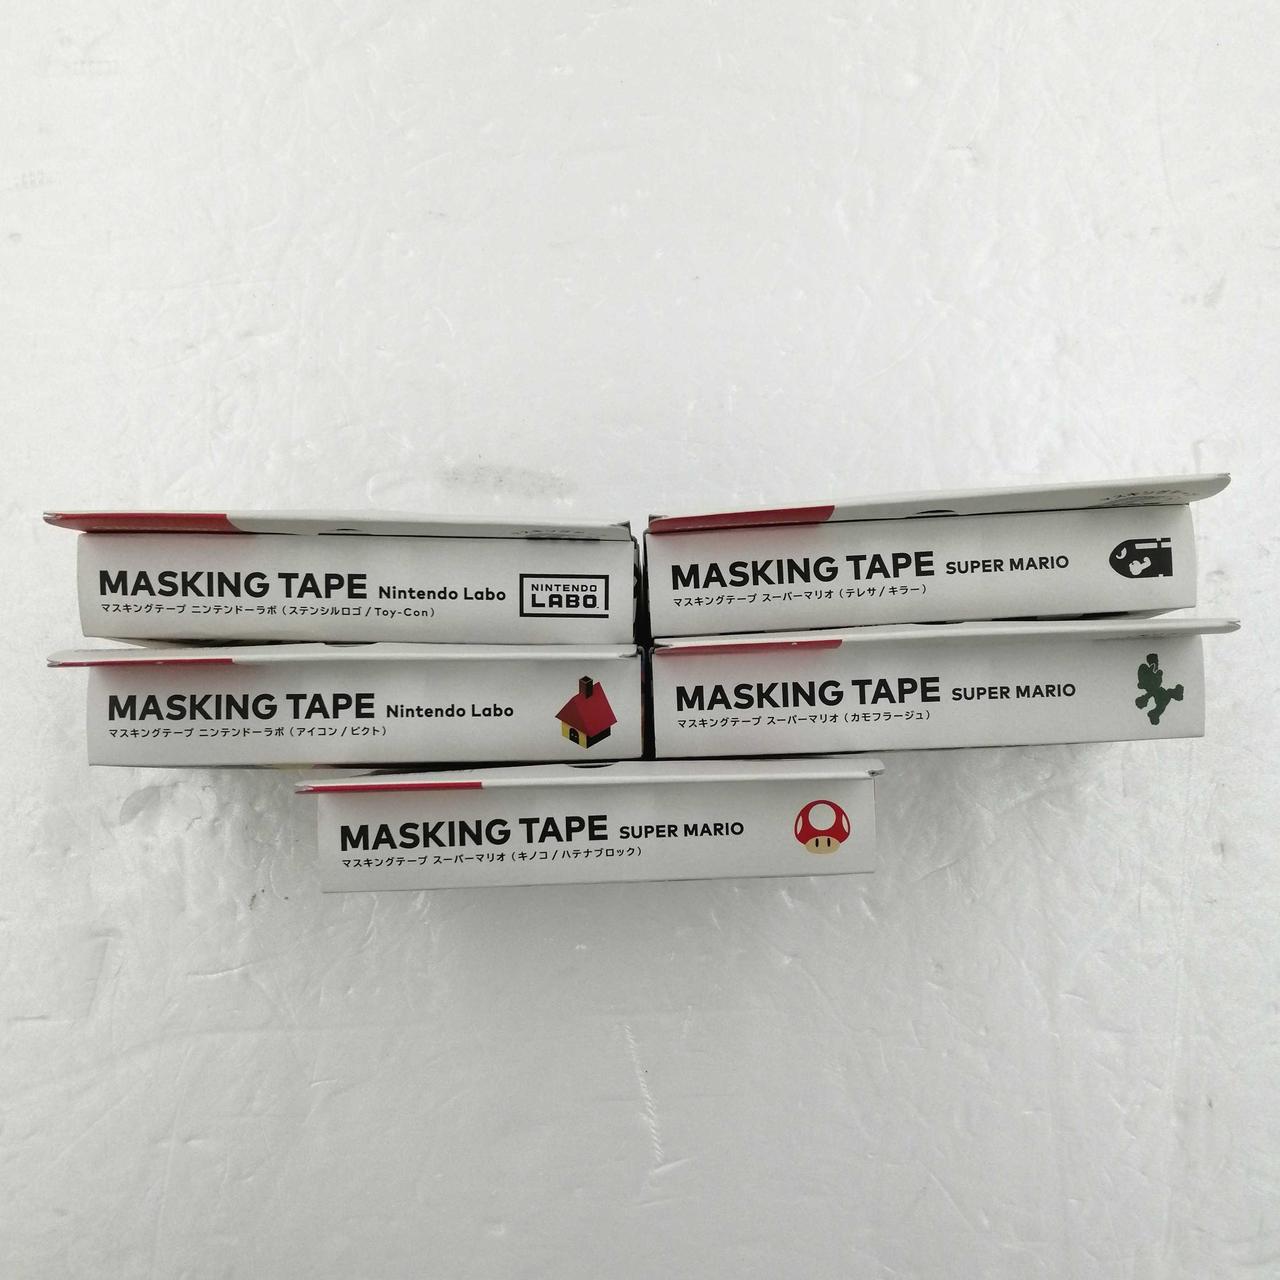 MASKING TAPE Nintendo Labo
マスキングテープ ニンテンドーラボ（ステンシルロゴ / Toy-Con）
NINTENDO
LABO
MASKING TAPE SUPER MARIO
マスキングテープ スーパーマリオ（テレサ / キラー）
MASKING TAPE Nintendo Labo
マスキングテープ ニンテンドーラボ（アイコン / ピクト）
MASKING TAPE SUPER MARIO
マスキングテープ スーパーマリオ（カモフラージュ）
MASKING TAPE SUPER MARIO
マスキングテープ スーパーマリオ（キノコ / ハテナブロック）